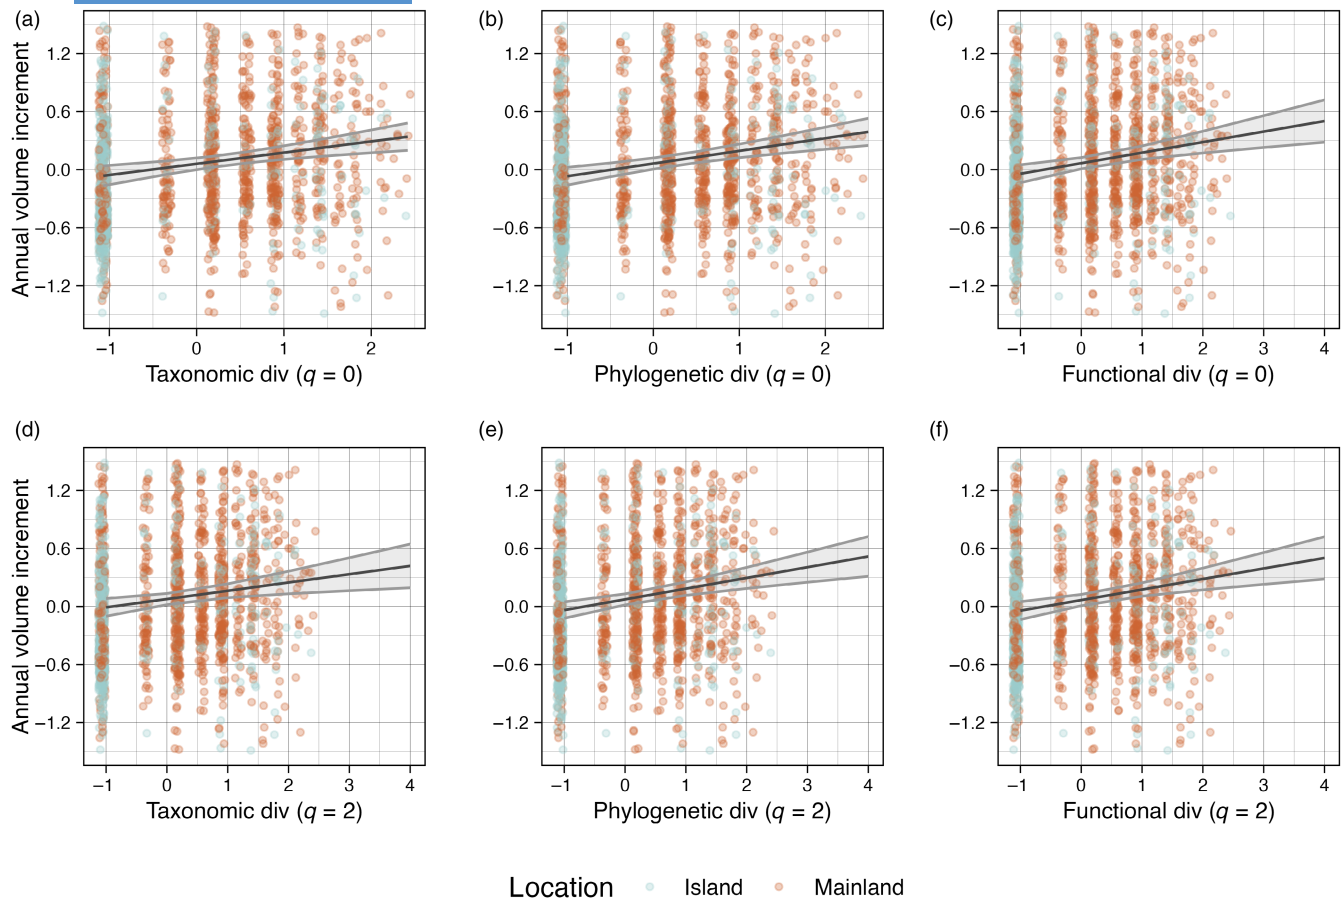 (a) (b) (c)
Annual volume increment
1.2 0.6 0.0 −0.6 −1.2
−1 0 1 2
Taxonomic div (q = 0)
1.2 0.6 0.0 −0.6 −1.2
−1 0 1 2
Phylogenetic div (q = 0)
1.2 0.6 0.0 −0.6 −1.2
−1 0 1 2 3 4
Functional div (q = 0)
(d) (e) (f)
Annual volume increment
1.2 0.6 0.0 −0.6 −1.2
−1 0 1 2 3 4
Taxonomic div (q = 2)
1.2 0.6 0.0 −0.6 −1.2
−1 0 1 2 3 4
Phylogenetic div (q = 2)
1.2 0.6 0.0 −0.6 −1.2
−1 0 1 2 3 4
Functional div (q = 2)
Location Island Mainland